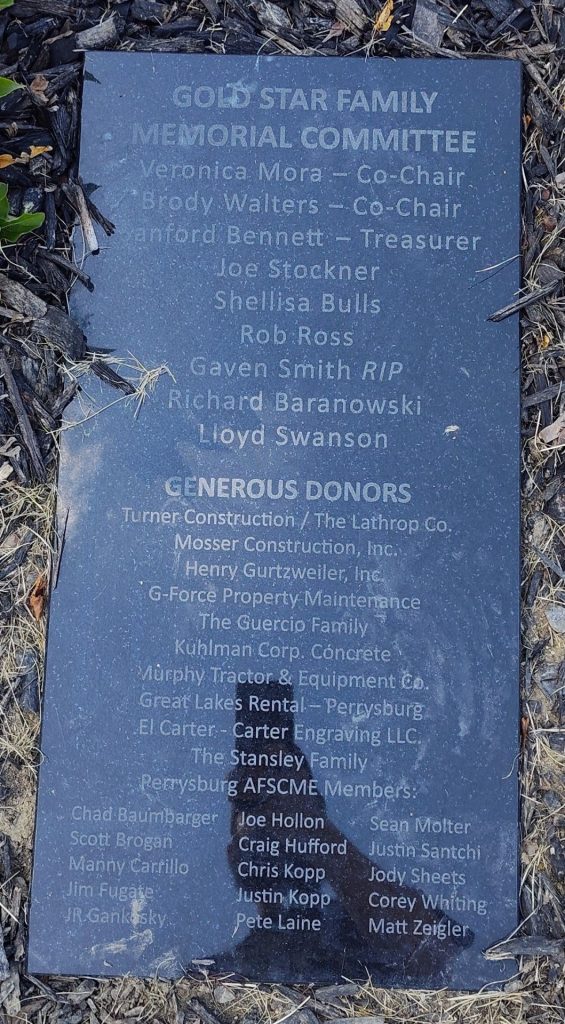 GOLD STAR FAMILY
MEMORIAL COMMITTEE
Veronica Mora – Co-Chair
Brody Walters – Co-Chair
anford Bennett – Treasurer
Joe Stockner
Shellisa Bulls
Rob Ross
Gaven Smith RIP
Richard Baranowski
Lloyd Swanson
GENEROUS DONORS
Turner Construction / The Lathrop Co.
Mosser Construction, Inc.
Henry Gurtzweiler, Inc.
G-Force Property Maintenance
The Guercio Family
Kuhlman Corp. Concrete
Murphy Tractor & Equipment Co.
Great Lakes Rental – Perrysburg
El Carter - Carter Engraving LLC.
The Stansley Family
Perrysburg AFSCME Members:
Chad Baumbarger Joe Hollon Sean Molter
Scott Brogan Craig Hufford Justin Santchi
Manny Carrillo Chris Kopp Jody Sheets
Jim Fugate Justin Kopp Corey Whiting
JR Gankosky Pete Laine Matt Zeigler